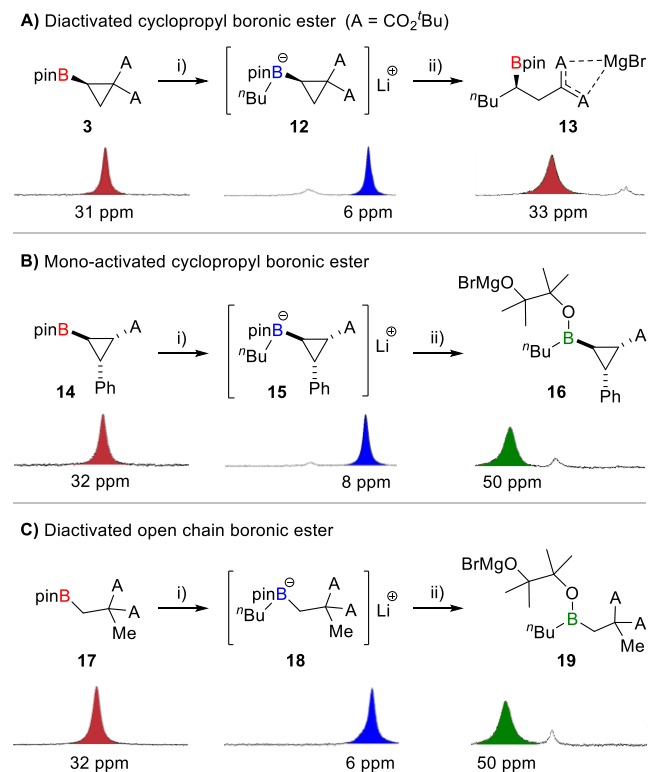 A) Diactivated cyclopropyl boronic ester (A = CO₂ᵗBu)
pinB A A
3
i)
pinB ⊖ ⁿBu A A Li⊕
12
ii)
Bpin ⁿBu A A MgBr
13
31 ppm
6 ppm
33 ppm
B) Mono-activated cyclopropyl boronic ester
pinB A Ph
14
i)
pinB ⊖ ⁿBu A Ph Li⊕
15
ii)
BrMgO O B ⁿBu A Ph
16
32 ppm
8 ppm
50 ppm
C) Diactivated open chain boronic ester
pinB A A Me
17
i)
pinB ⊖ ⁿBu A A Me Li⊕
18
ii)
BrMgO O B ⁿBu A A Me
19
32 ppm
6 ppm
50 ppm